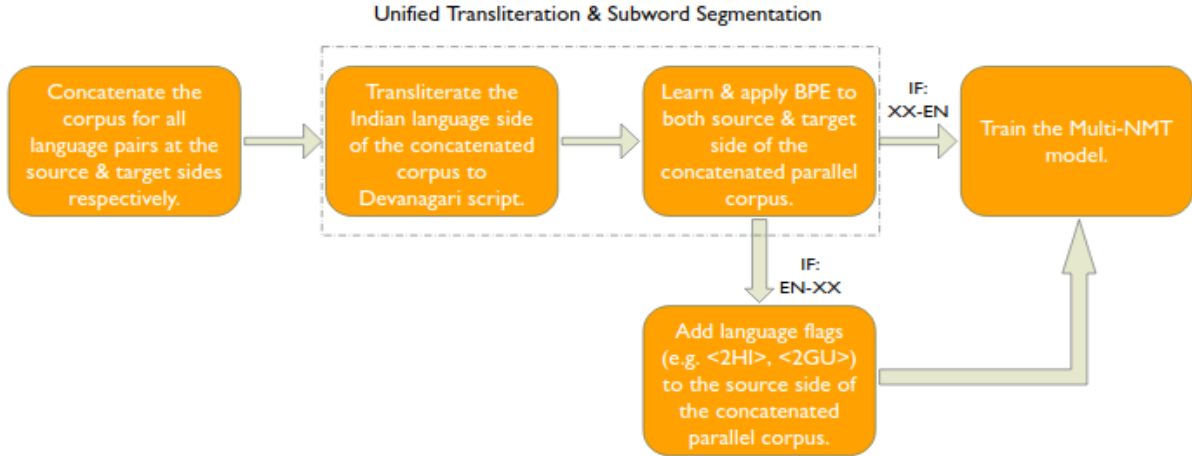 Unified Transliteration & Subword Segmentation
Concatenate the
corpus for all
language pairs at the
source & target sides
respectively.
Transliterate the
Indian language side
of the concatenated
corpus to
Devanagari script.
Learn & apply BPE to
both source & target
side of the
concatenated parallel
corpus.
IF:
XX-EN
Train the Multi-NMT
model.
IF:
EN-XX
Add language flags
(e.g. <2HI>, <2GU>)
to the source side of
the concatenated
parallel corpus.